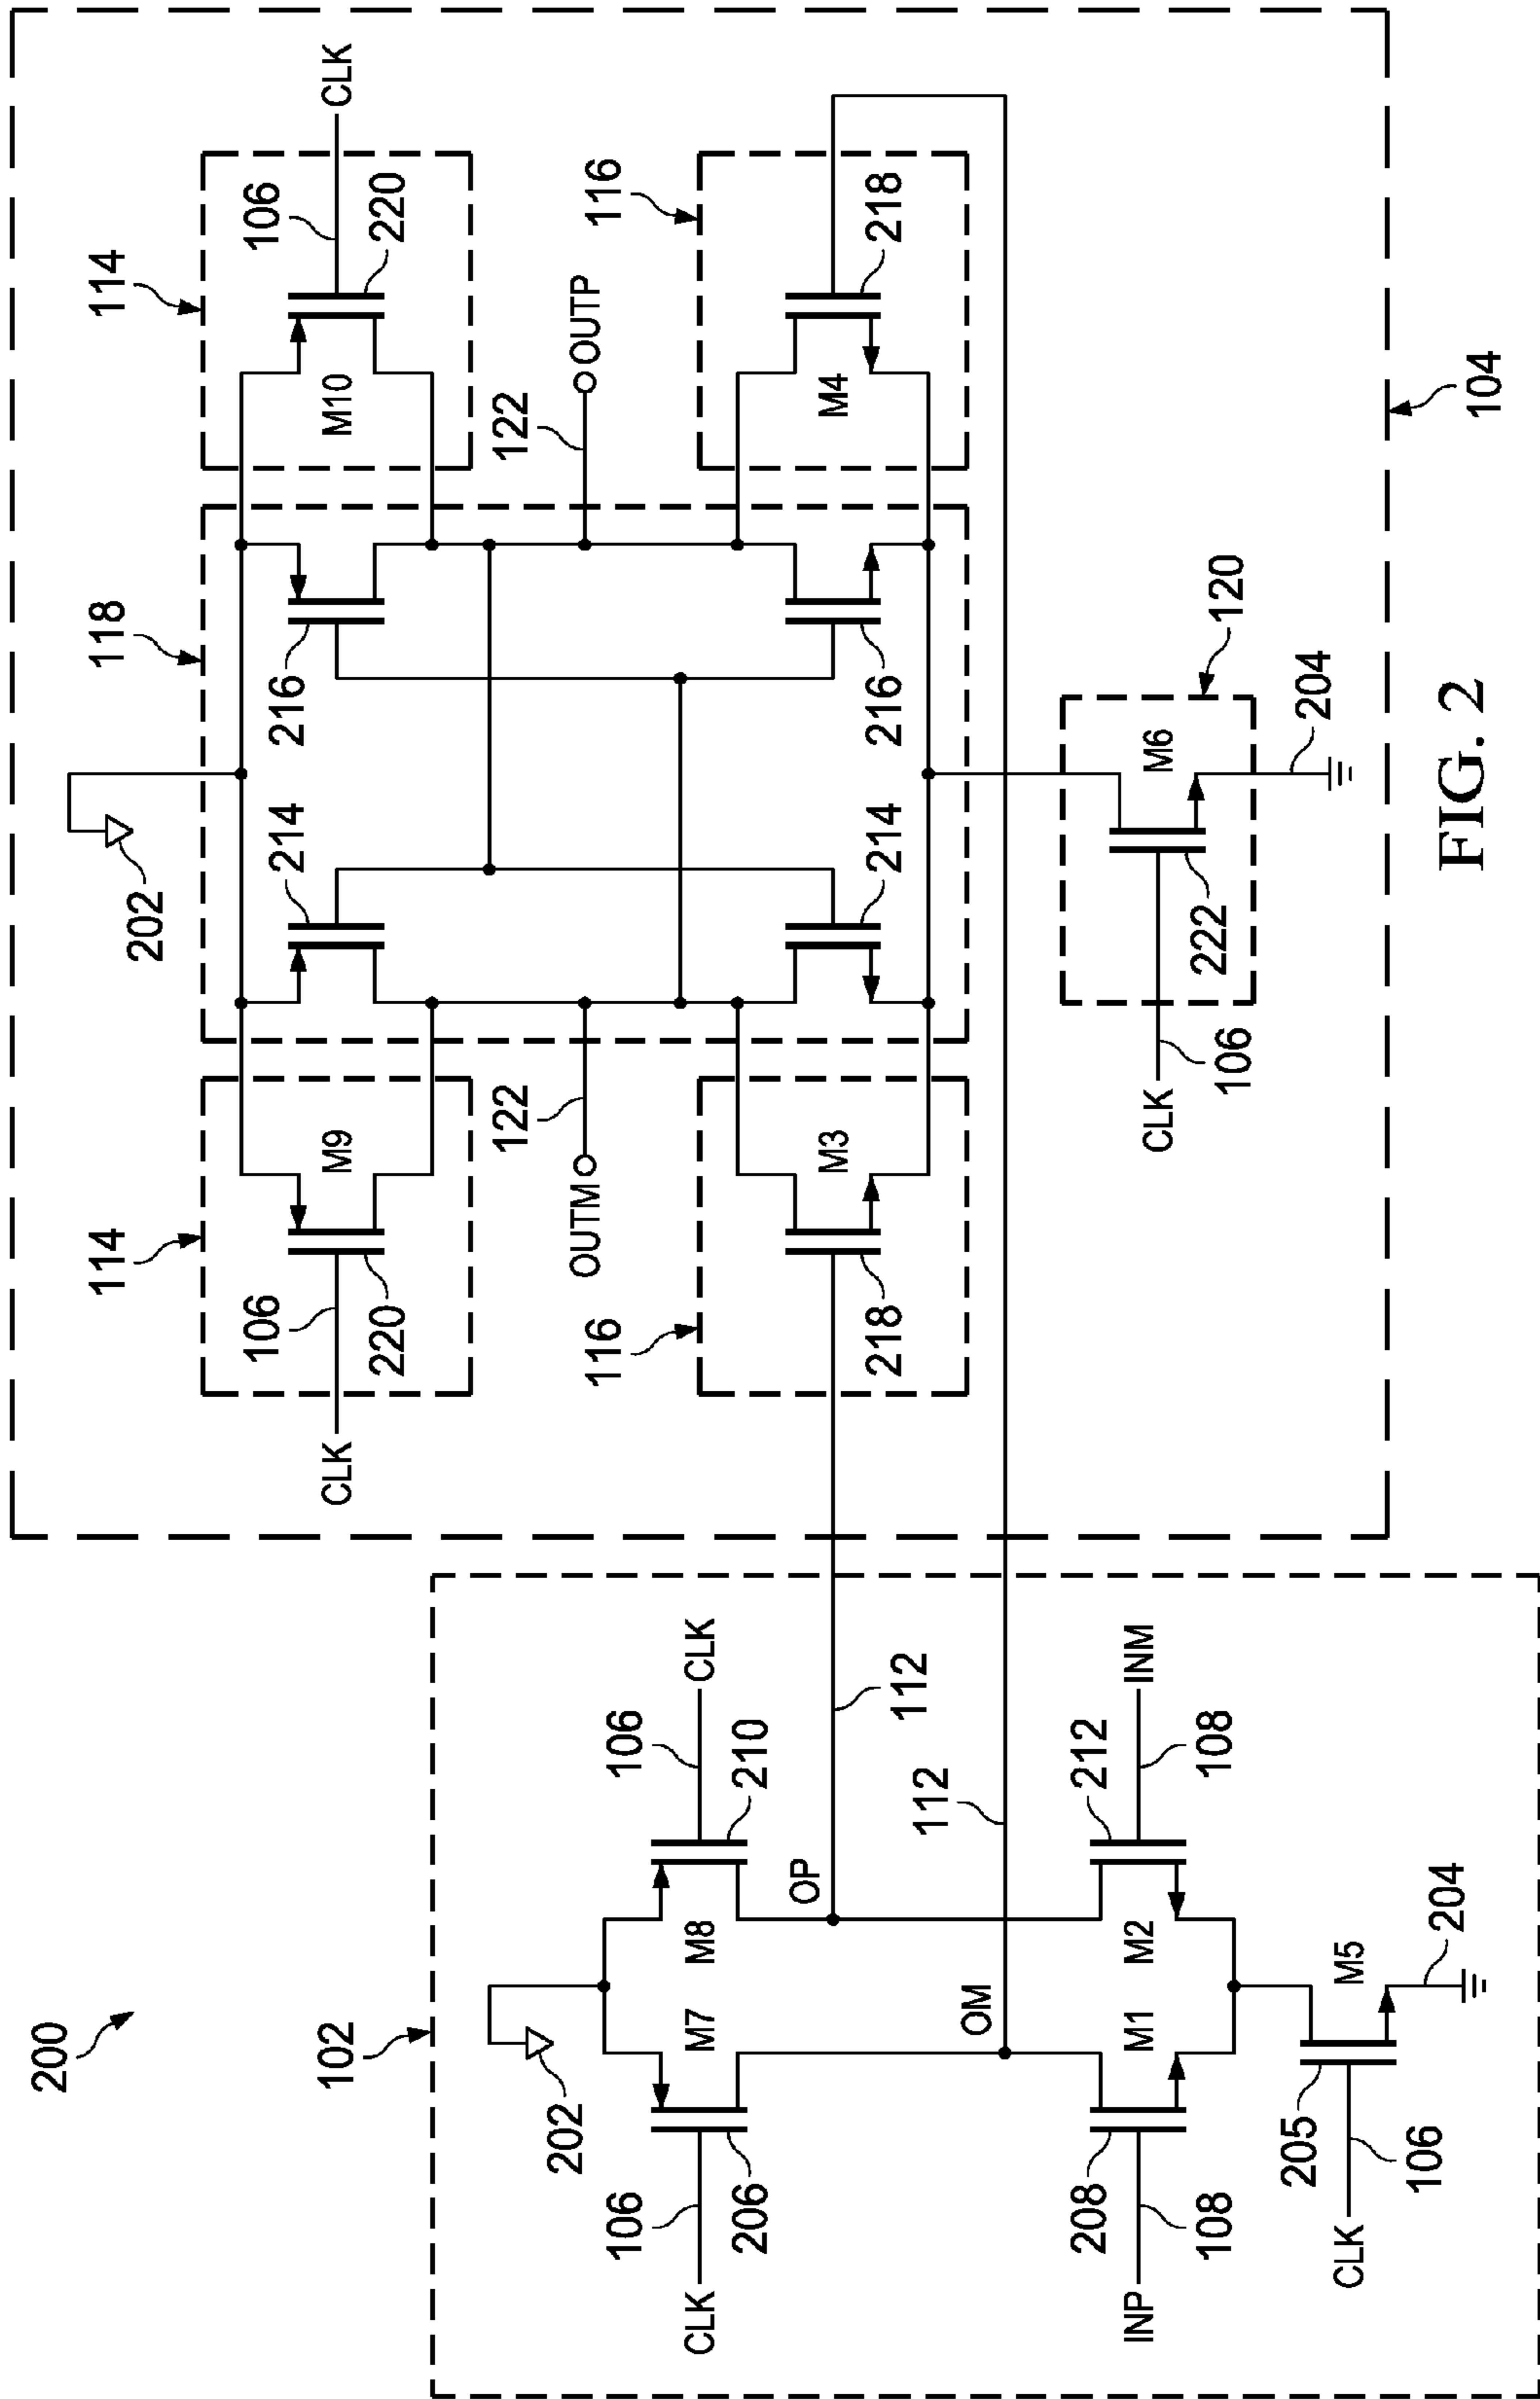 200
102
202
106
106
CLK
CLK
M7
M8
206
210
OP
112
OM
112
INP
INM
M1
M2
208
212
108
108
M5
205
204
CLK
106
202
114
118
114
CLK
CLK
106
106
M9
M10
220
220
214
216
122
122
OUTM
OUTP
116
116
M3
M4
218
218
214
216
120
M6
222
CLK
106
204
104
FIG. 2